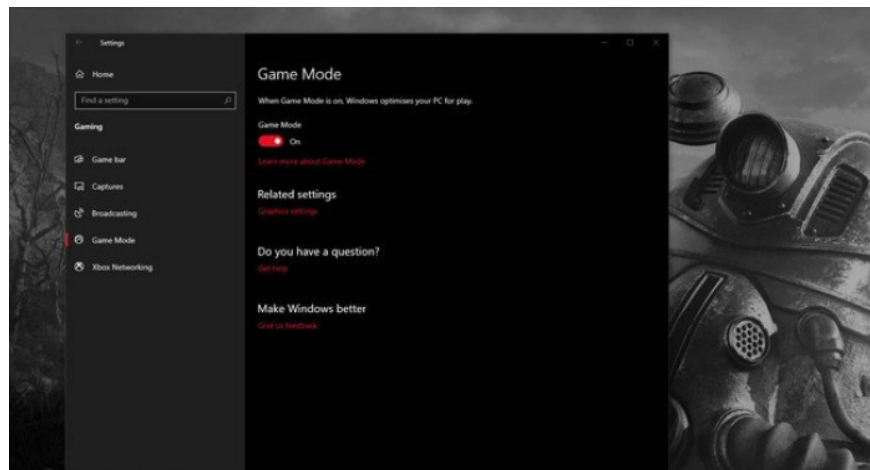 Settings
Home
Find a setting
Gaming
Game bar
Captures
Broadcasting
Game Mode
Xbox Networking
Game Mode
When Game Mode is on, Windows optimises your PC for play.
Game Mode
On
Learn more about Game Mode
Related settings
Graphics settings
Do you have a question?
Get help
Make Windows better
Give us feedback